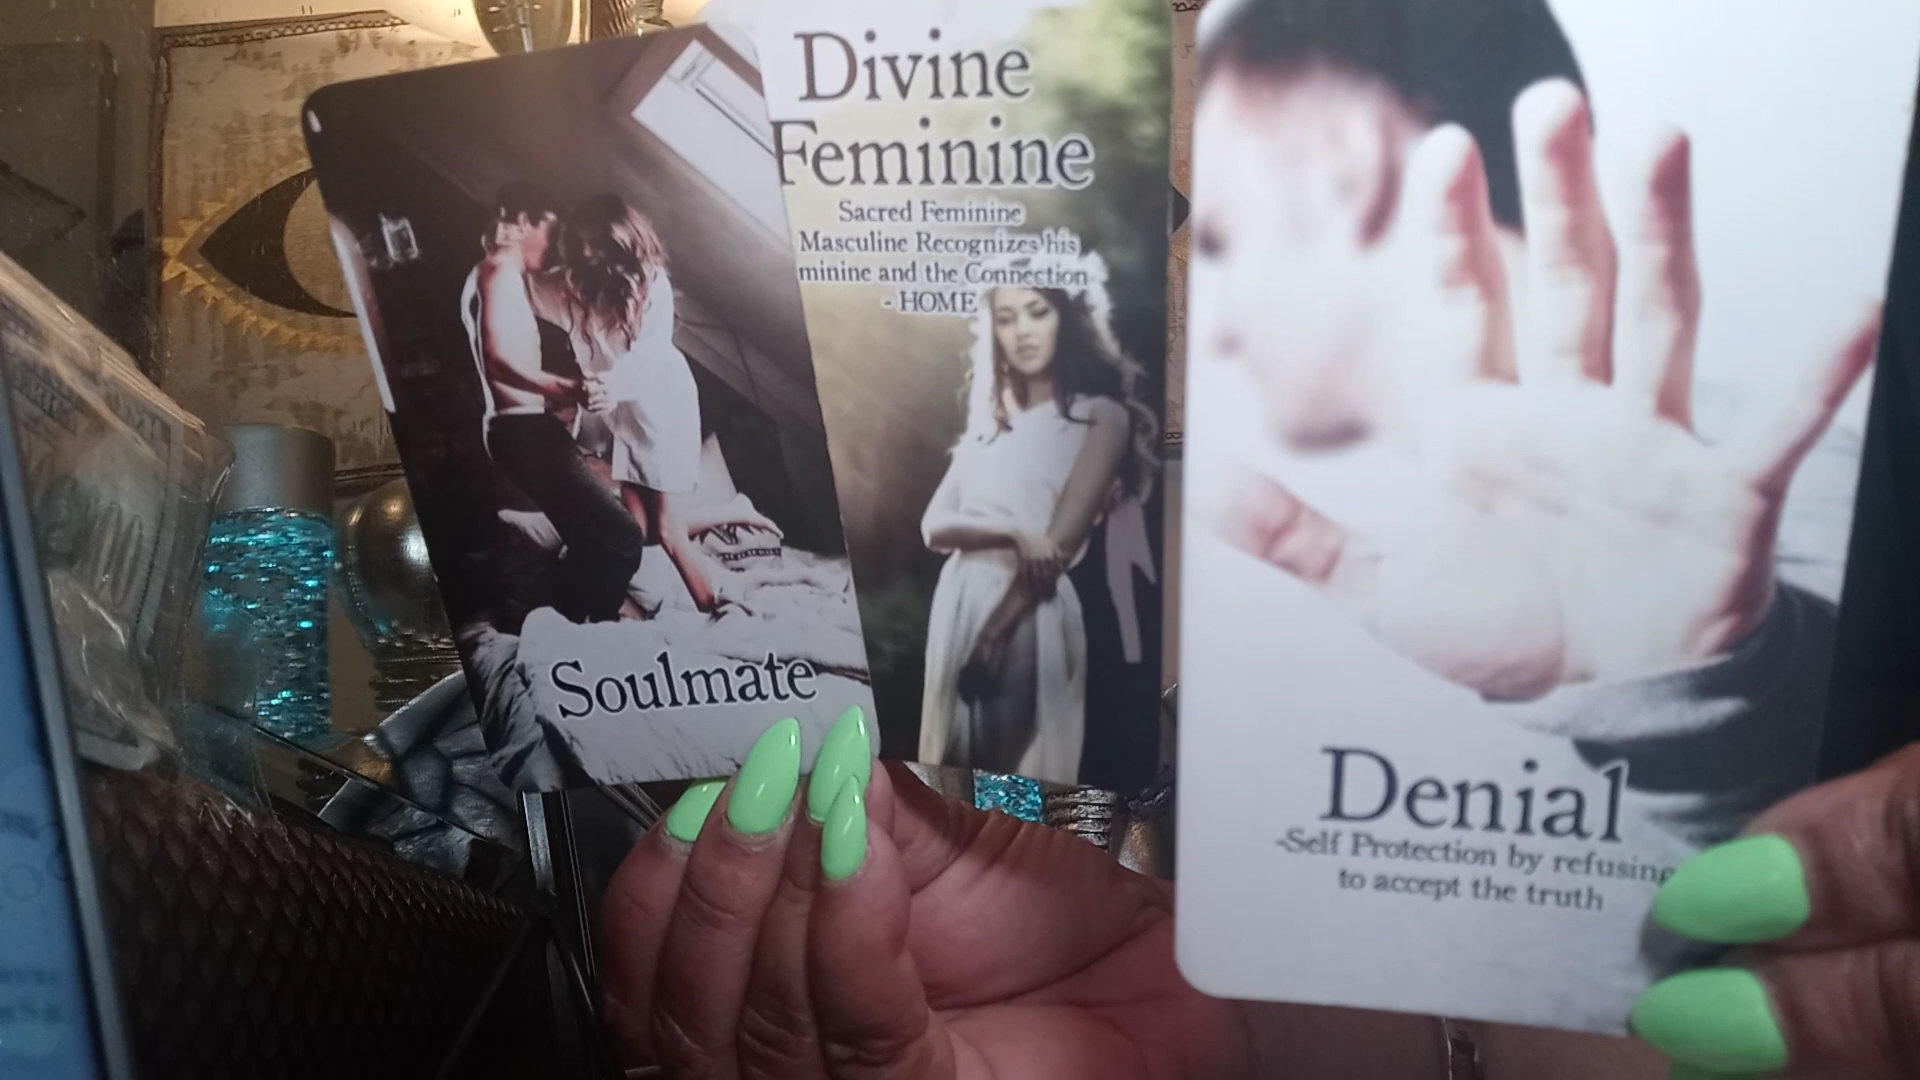 Soulmate
Divine
Feminine
Sacred Feminine
Masculine Recognizes his
minine and the Connection
- HOME
Denial
-Self Protection by refusing
to accept the truth